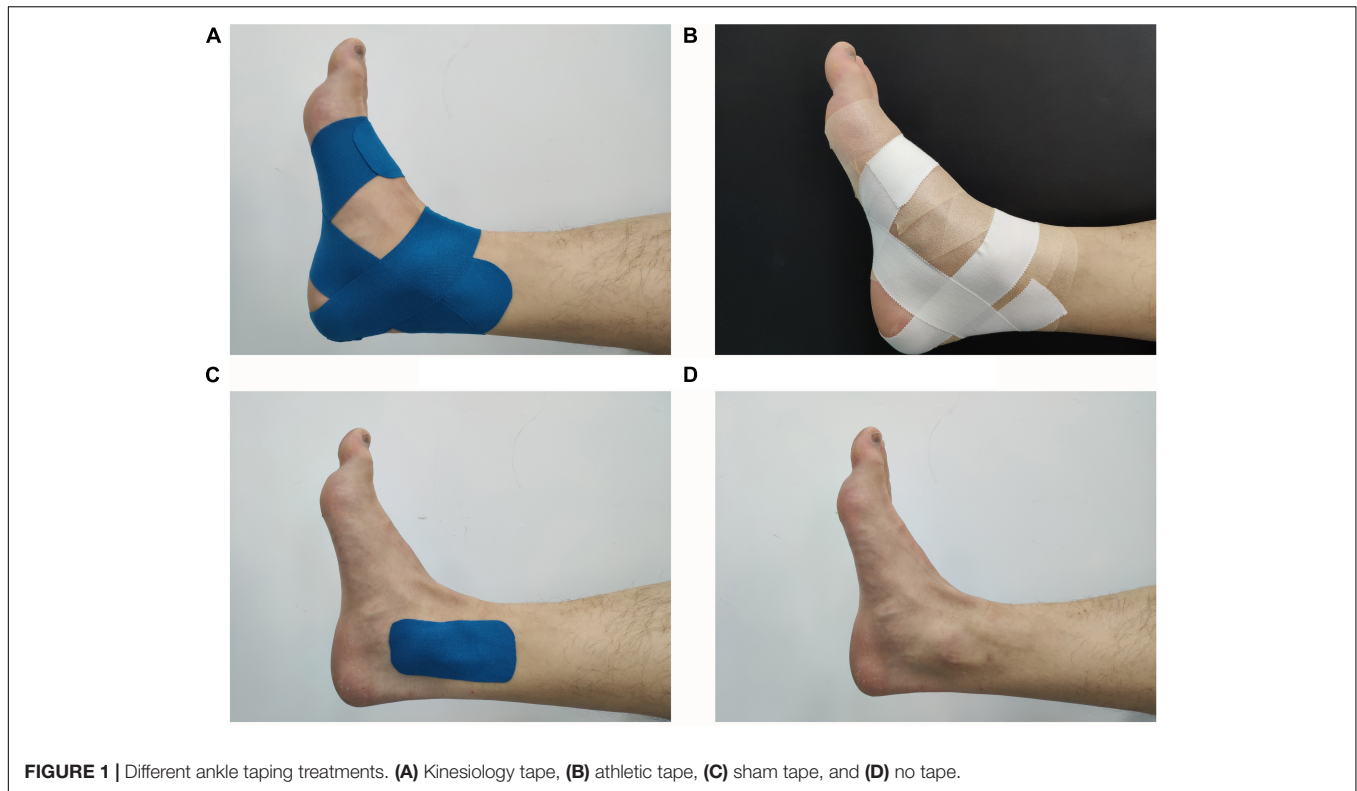 A
B
C
D
FIGURE 1 | Different ankle taping treatments. (A) Kinesiology tape, (B) athletic tape, (C) sham tape, and (D) no tape.